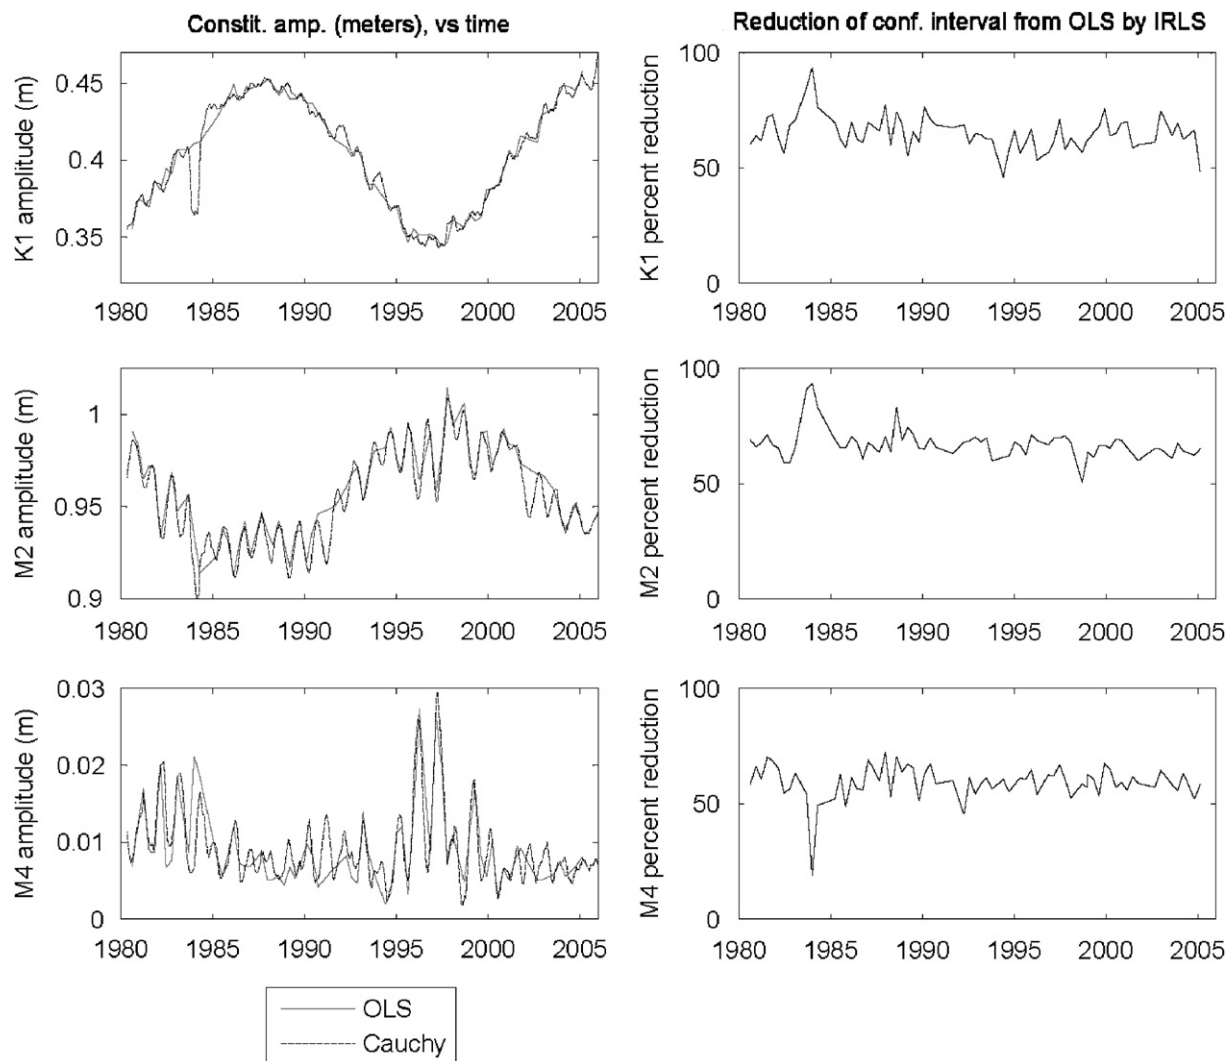 Constit. amp. (meters), vs time
K1 amplitude (m)
0.45
0.4
0.35
1980 1985 1990 1995 2000 2005
Reduction of conf. interval from OLS by IRLS
K1 percent reduction
100
50
0
1980 1985 1990 1995 2000 2005
M2 amplitude (m)
1
0.95
0.9
1980 1985 1990 1995 2000 2005
M2 percent reduction
100
50
0
1980 1985 1990 1995 2000 2005
M4 amplitude (m)
0.03
0.02
0.01
0
1980 1985 1990 1995 2000 2005
M4 percent reduction
100
50
0
1980 1985 1990 1995 2000 2005
OLS
Cauchy